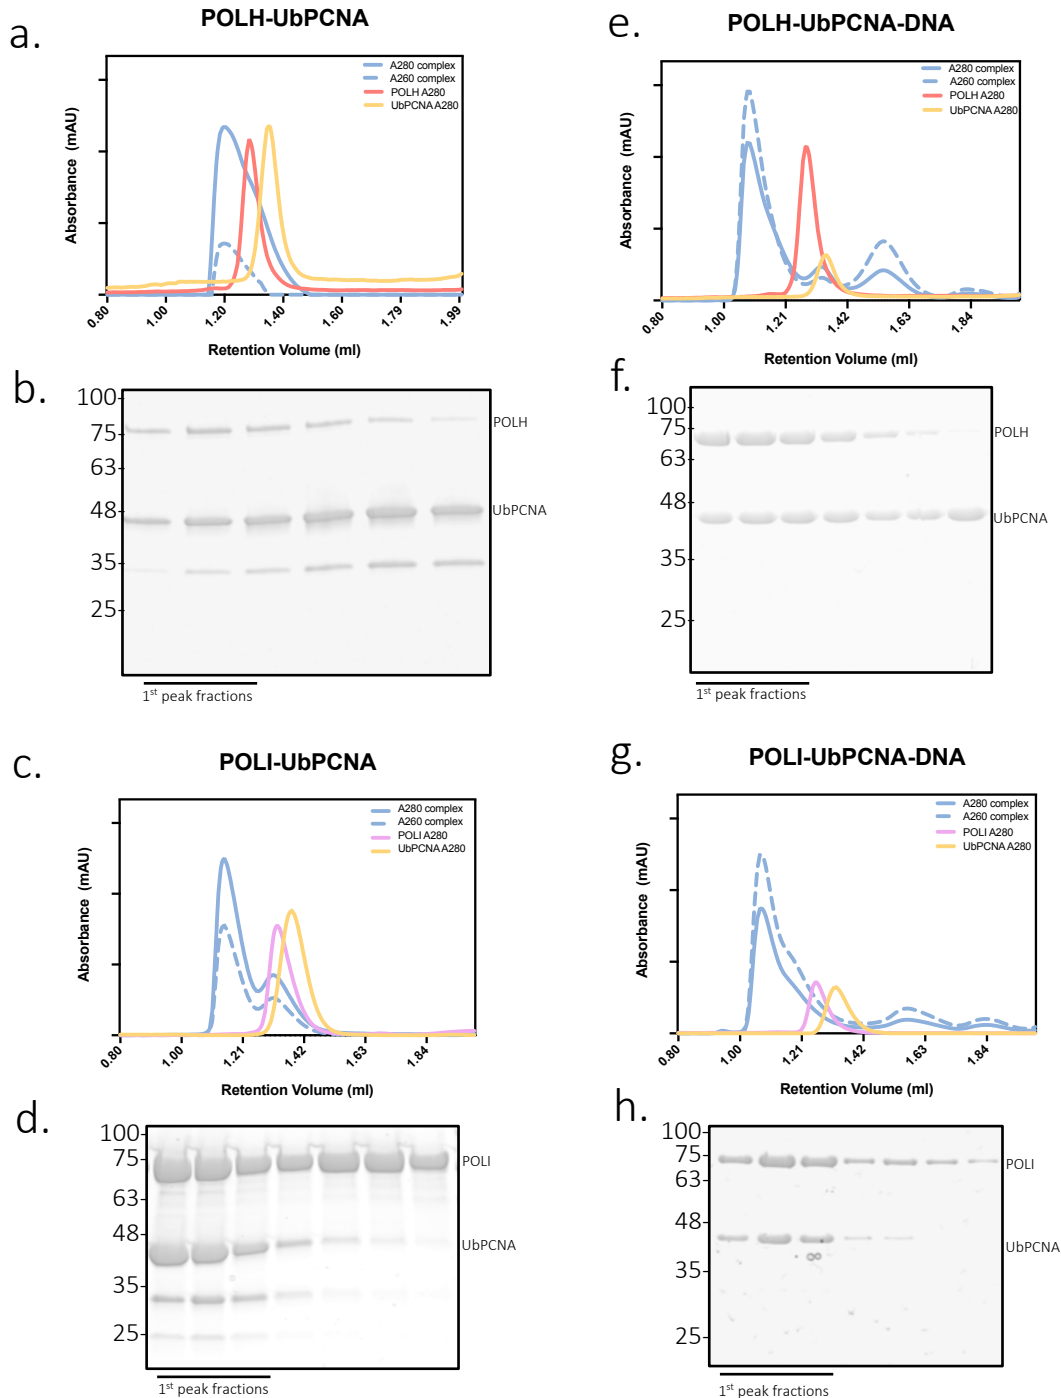 a.
POLH-UbPCNA
A280 complex
A260 complex
POLH A280
UbPCNA A280
Absorbance (mAU)
0.80 1.00 1.20 1.40 1.60 1.79 1.99
Retention Volume (ml)
b.
100
75
63
48
35
25
POLH
UbPCNA
1st peak fractions
c.
POLI-UbPCNA
A280 complex
A260 complex
POLI A280
UbPCNA A280
Absorbance (mAU)
0.80 1.00 1.21 1.42 1.63 1.84
Retention Volume (ml)
d.
100
75
63
48
35
25
POLI
UbPCNA
1st peak fractions
e.
POLH-UbPCNA-DNA
A280 complex
A260 complex
POLH A280
UbPCNA A280
Absorbance (mAU)
0.80 1.00 1.21 1.42 1.63 1.84
Retention Volume (ml)
f.
100
75
63
48
35
25
POLH
UbPCNA
1st peak fractions
g.
POLI-UbPCNA-DNA
A280 complex
A260 complex
POLI A280
UbPCNA A280
Absorbance (mAU)
0.80 1.00 1.21 1.42 1.63 1.84
Retention Volume (ml)
h.
100
75
63
48
35
25
POLI
UbPCNA
1st peak fractions